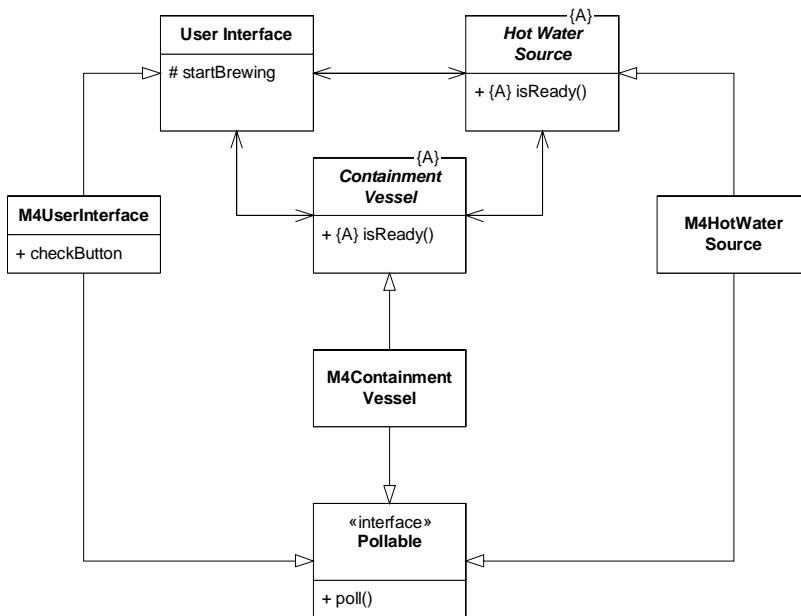 User Interface
# startBrewing
{A}
Hot Water
Source
+ {A} isReady()
{A}
Containment
Vessel
+ {A} isReady()
M4UserInterface
+ checkButton
M4HotWater
Source
M4Containment
Vessel
«interface»
Pollable
+ poll()